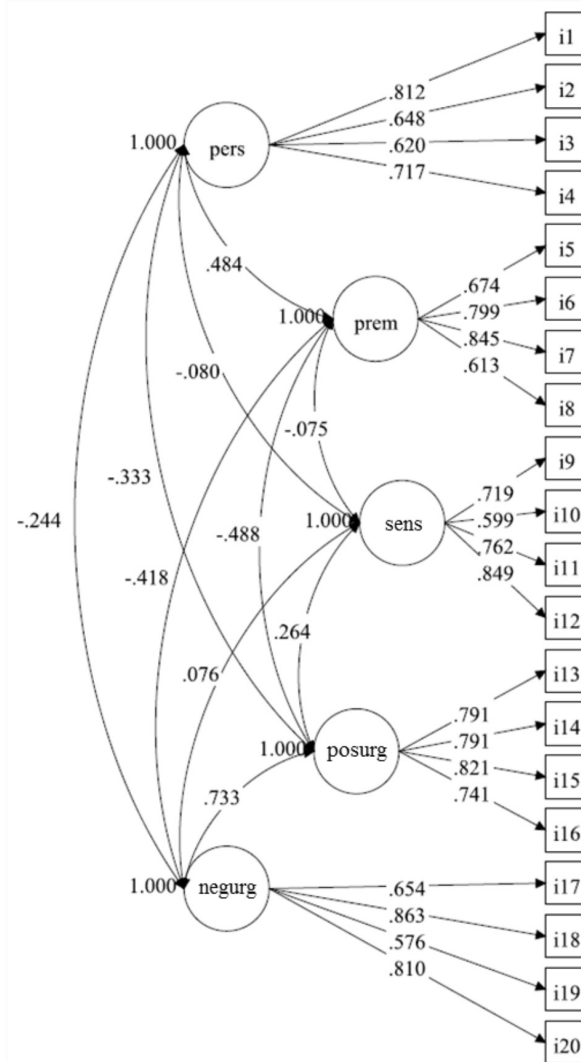 i1
.812
i2
.648
1.000
pers
.620
i3
.717
i4
i5
.674
.484
i6
.799
1.000
prem
.845
i7
.613
i8
-.080
-.075
i9
.719
-.333
-.244
1.000
sens
.599
i10
-.488
.762
i11
-.418
.849
i12
.264
.076
i13
.791
i14
1.000
posurg
.791
.821
i15
.733
.741
i16
1.000
negurg
.654
i17
.863
i18
.576
i19
.810
i20